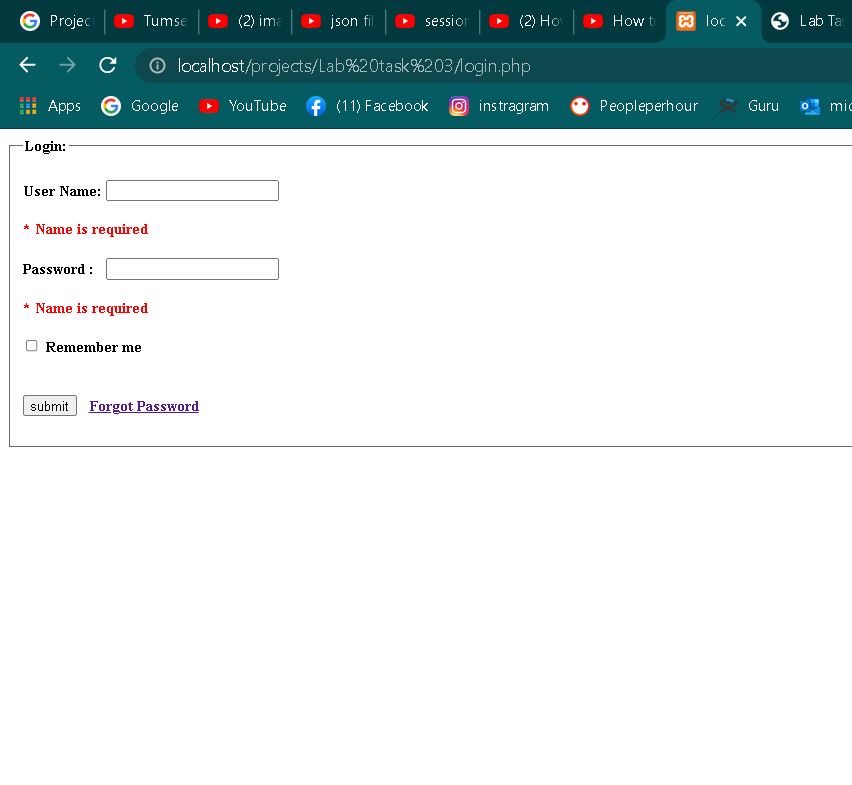 Project Tumse (2) ima json fil session (2) How How to loc Lab Ta
localhost/projects/Lab%20task%203/login.php
Apps Google YouTube (11) Facebook instragram Peopleperhour Guru mic
Login:
User Name:
* Name is required
Password :
* Name is required
Remember me
submit Forgot Password